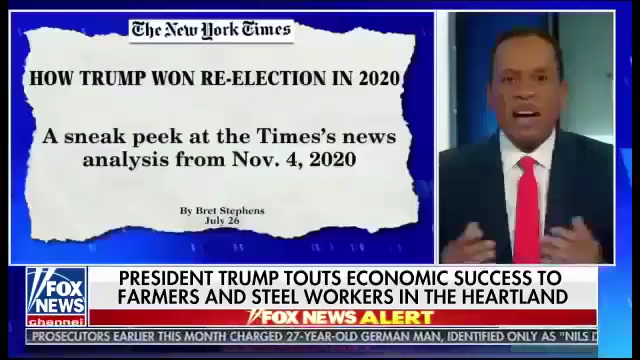 The New York Times
HOW TRUMP WON RE-ELECTION IN 2020
A sneak peek at the Times's news
analysis from Nov. 4, 2020
By Bret Stephens
July 26
FOX
NEWS
channel
PRESIDENT TRUMP TOUTS ECONOMIC SUCCESS TO
FARMERS AND STEEL WORKERS IN THE HEARTLAND
FOX NEWS ALERT
PROSECUTORS EARLIER THIS MONTH CHARGED 27-YEAR-OLD GERMAN MAN, IDENTIFIED ONLY AS "NILS D